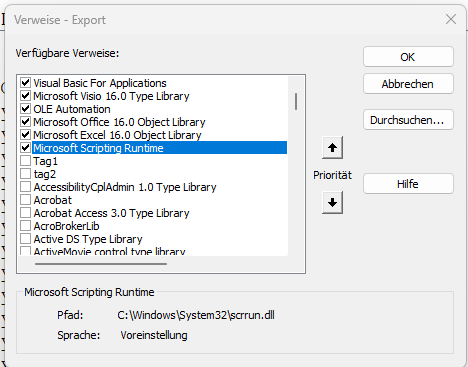 Verweise - Export
Verfügbare Verweise:
OK
Visual Basic For Applications
Microsoft Visio 16.0 Type Library
Abbrechen
OLE Automation
Microsoft Office 16.0 Object Library
Microsoft Excel 16.0 Object Library
Durchsuchen...
Microsoft Scripting Runtime
Tag1
tag2
Priorität
AccessibilityCplAdmin 1.0 Type Library
Hilfe
Acrobat
Acrobat Access 3.0 Type Library
AcroBrokerLib
Active DS Type Library
ActiveMovie control type library
Microsoft Scripting Runtime
Pfad: C:\Windows\System32\scrrun.dll
Sprache: Voreinstellung